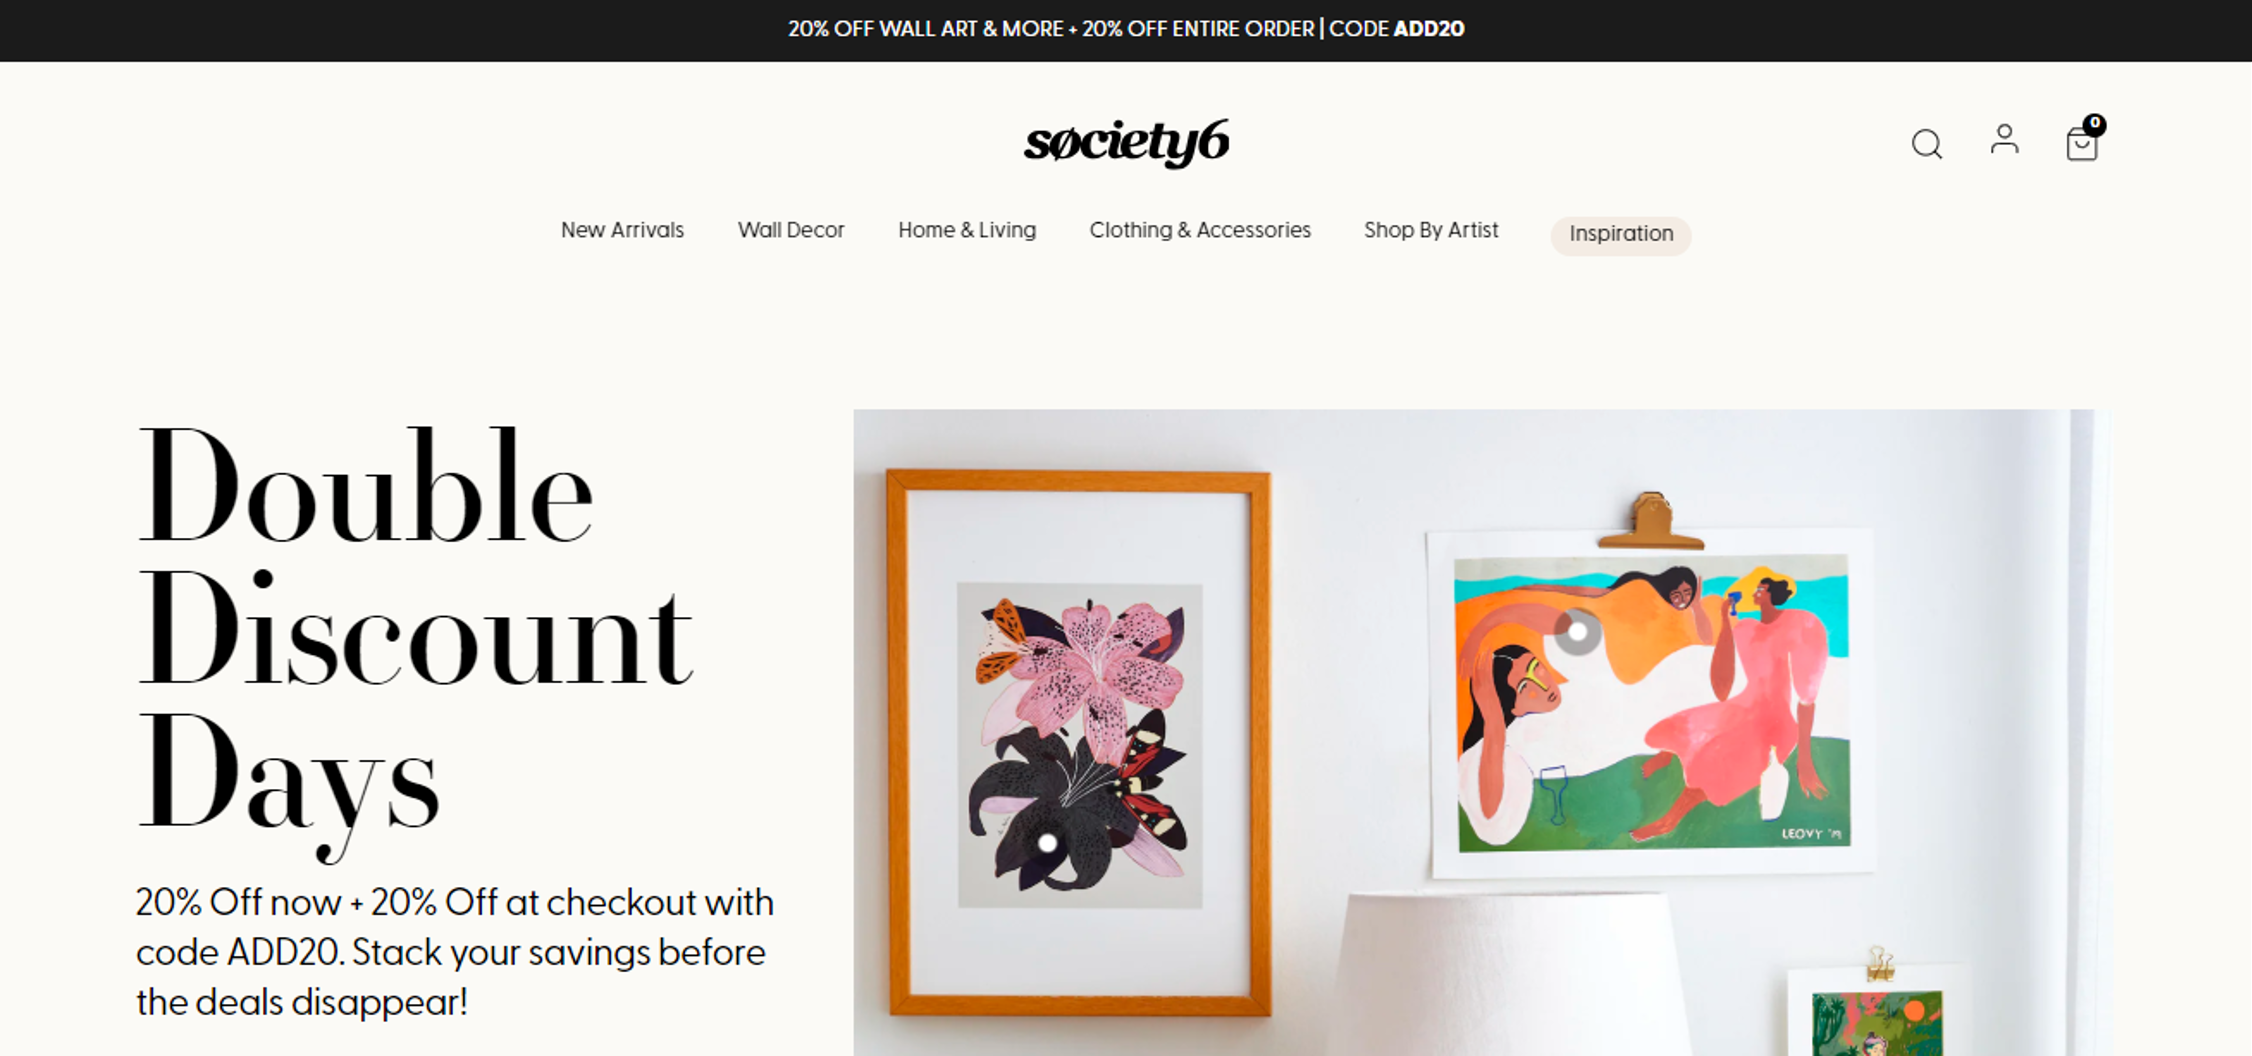 20% OFF WALL ART & MORE + 20% OFF ENTIRE ORDER | CODE ADD20
søciety6
0
New Arrivals
Wall Decor
Home & Living
Clothing & Accessories
Shop By Artist
Inspiration
Double
Discount
Days
20% Off now + 20% Off at checkout with
code ADD20. Stack your savings before
the deals disappear!
LEOVY '19